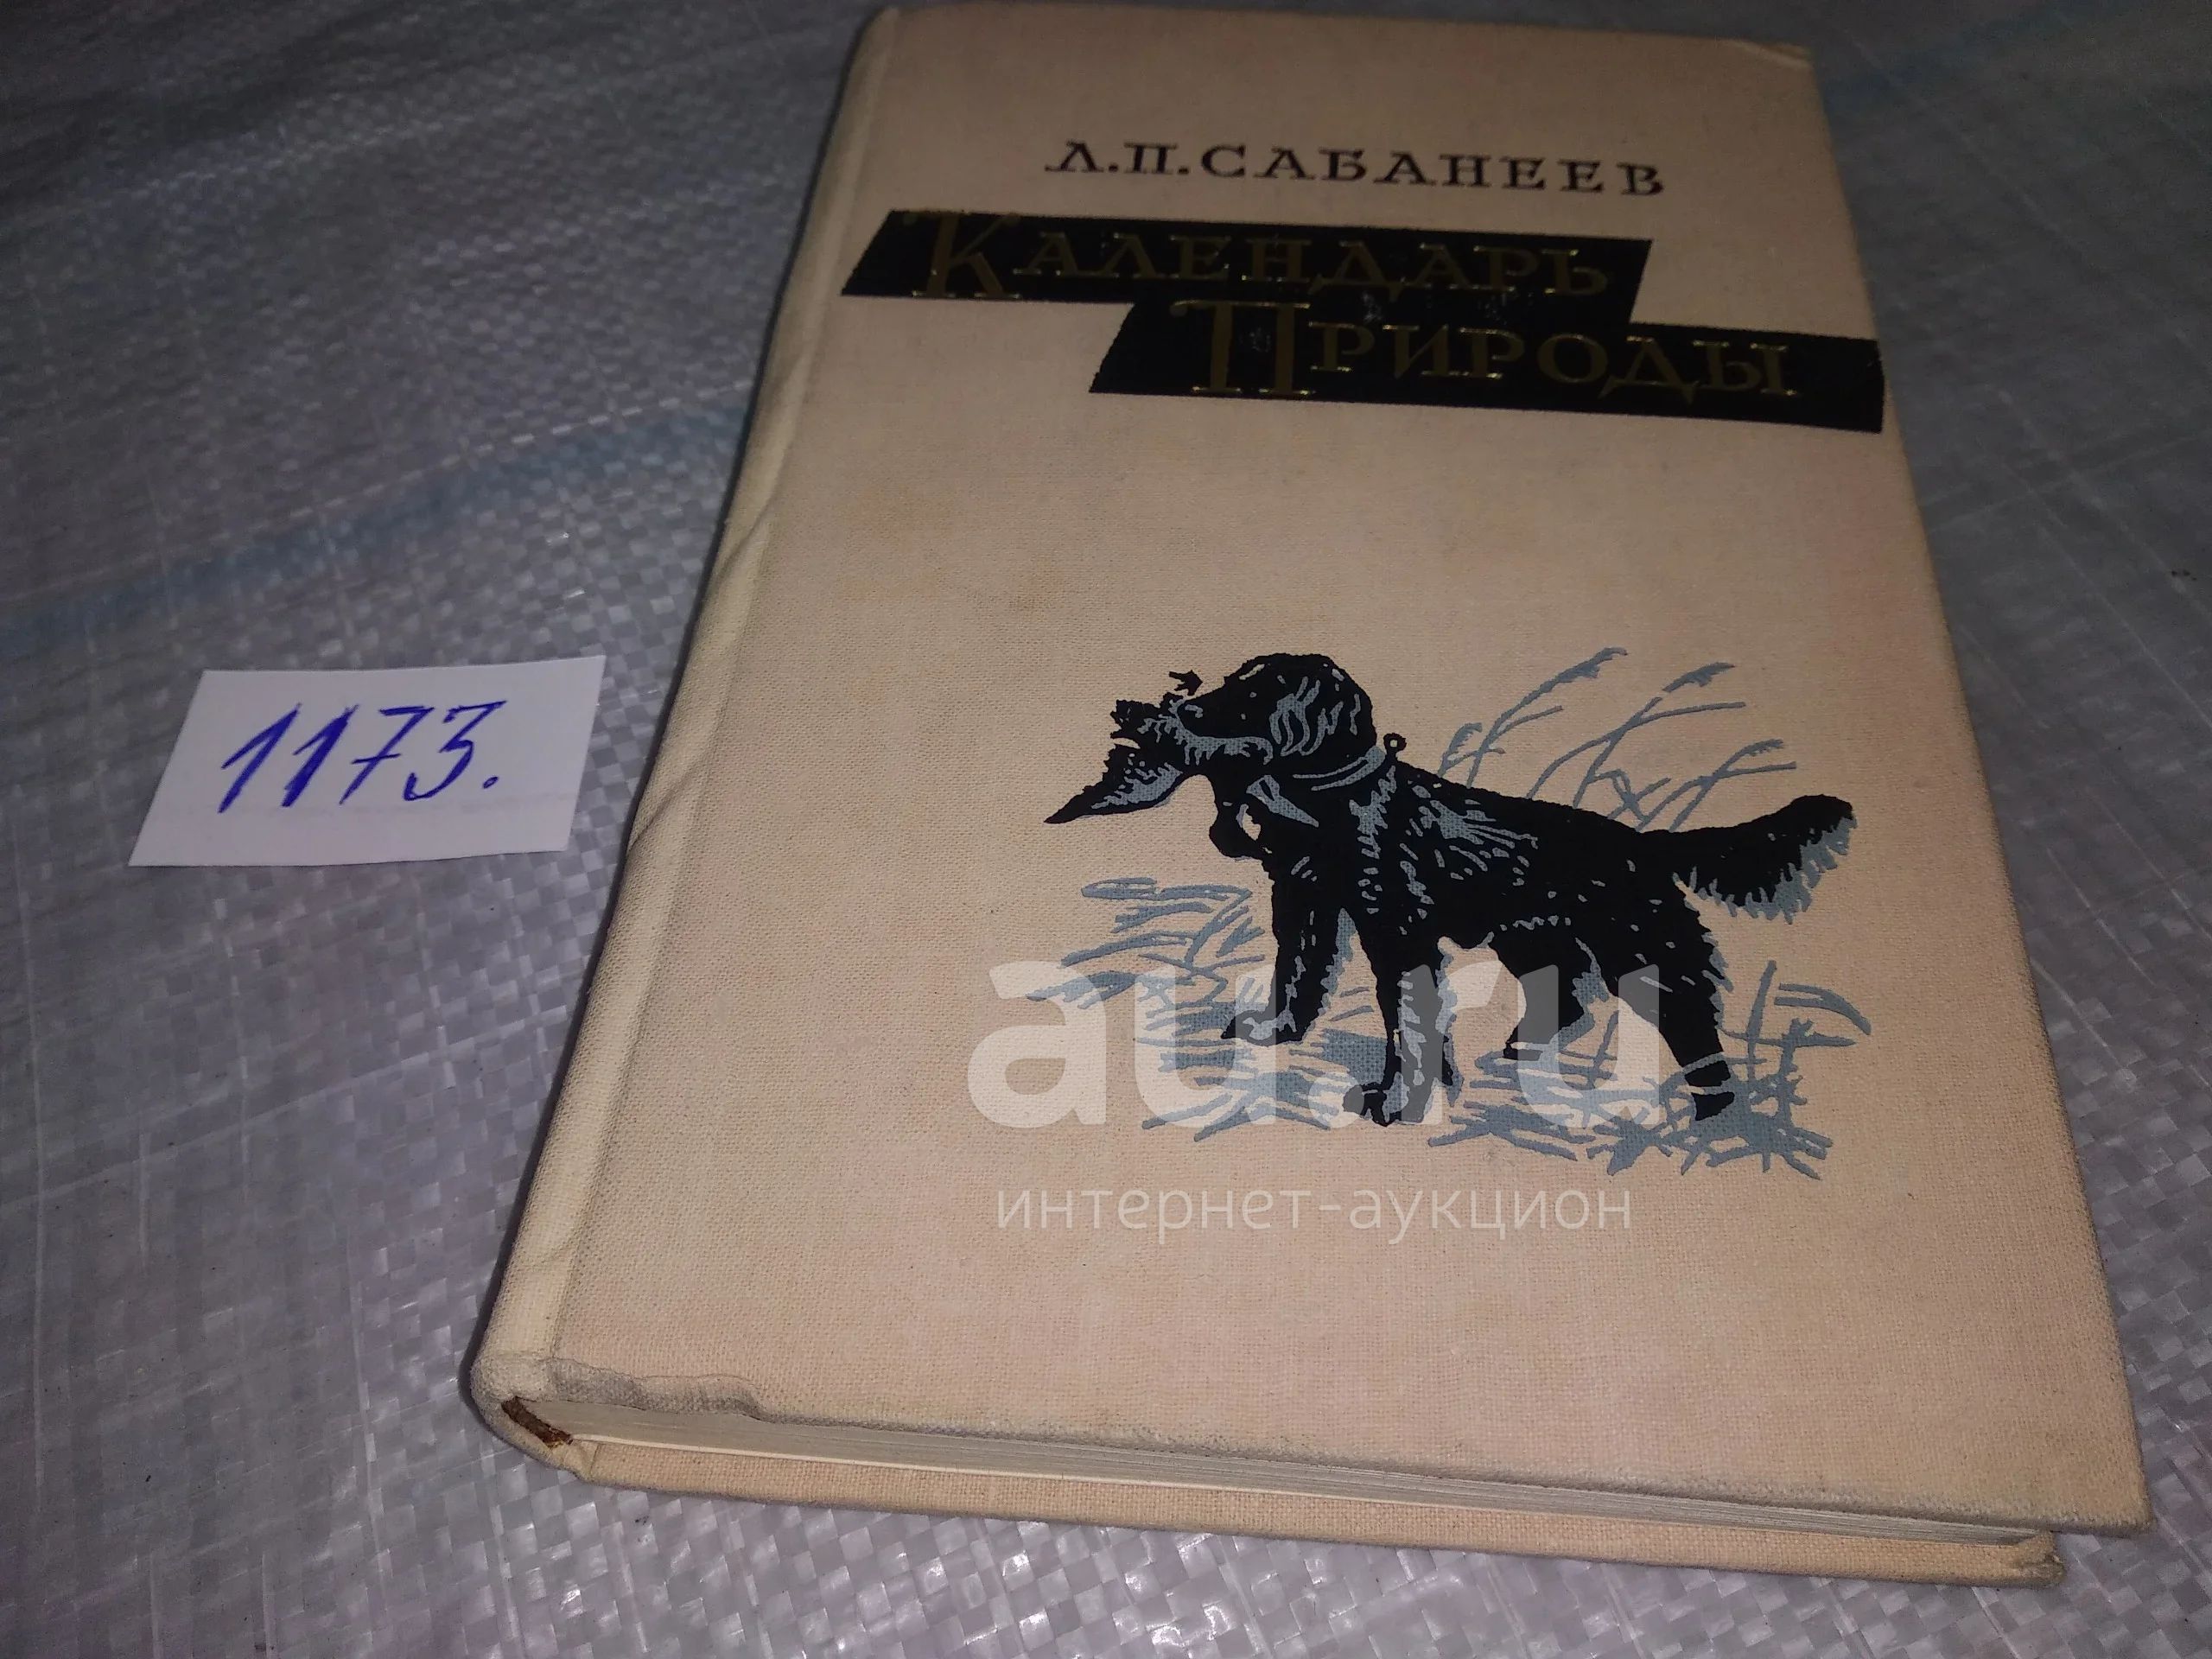 Л.П.САБАНЕЕВ
КАЛЕНДАРЬ
ПРИРОДЫ
1173.
au.ru
интернет-аукцион